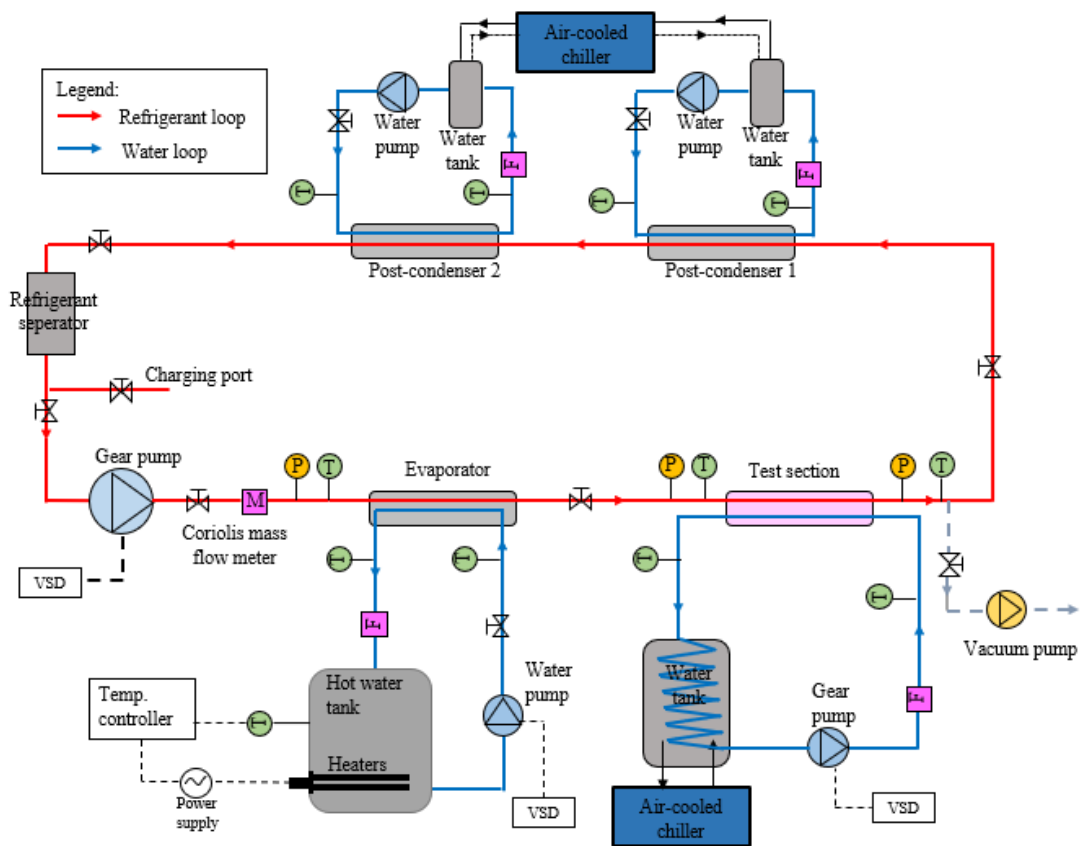 Air-cooled
chiller
Legend:
Refrigerant loop
Water loop
Water
pump
Water
tank
Water
pump
Water
tank
F
F
T
T
T
T
Post-condenser 2
Post-condenser 1
Refrigerant
seperator
Charging port
Gear pump
P
T
Evaporator
P
T
Test section
P
T
M
Coriolis mass
flow meter
VSD
T
T
T
T
F
Vacuum pump
Hot water
tank
Water
pump
Water
tank
Gear
pump
F
Temp.
controller
T
Heaters
Power
supply
VSD
Air-cooled
chiller
VSD